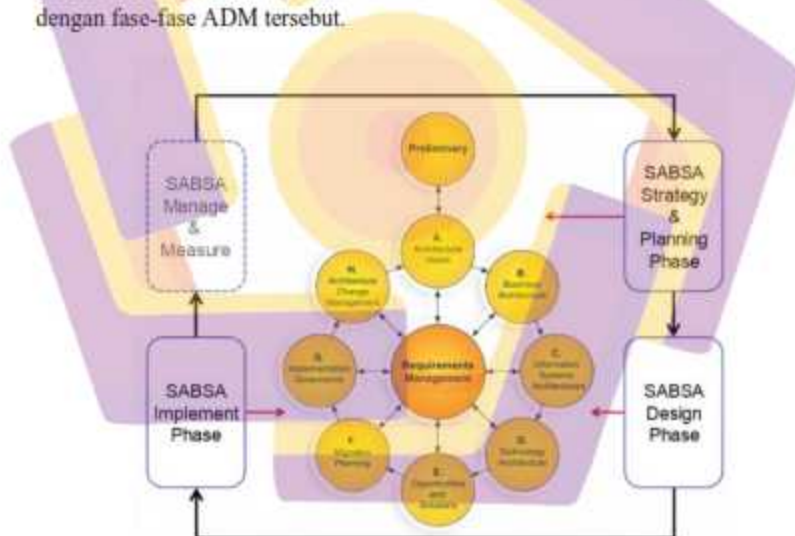 dengan fase-fase ADM tersebut.
Preliminary
A.
Architecture
Vision
SABSA
Manage
&
Measure
SABSA
Strategy
&
Planning
Phase
H.
Architecture
Change
Management
B.
Business
Architecture
G.
Implementation
Governance
Requirements
Management
C.
Information
Systems
Architectures
SABSA
Implement
Phase
SABSA
Design
Phase
F.
Migration
Planning
D.
Technology
Architecture
E.
Opportunities
and
Solutions